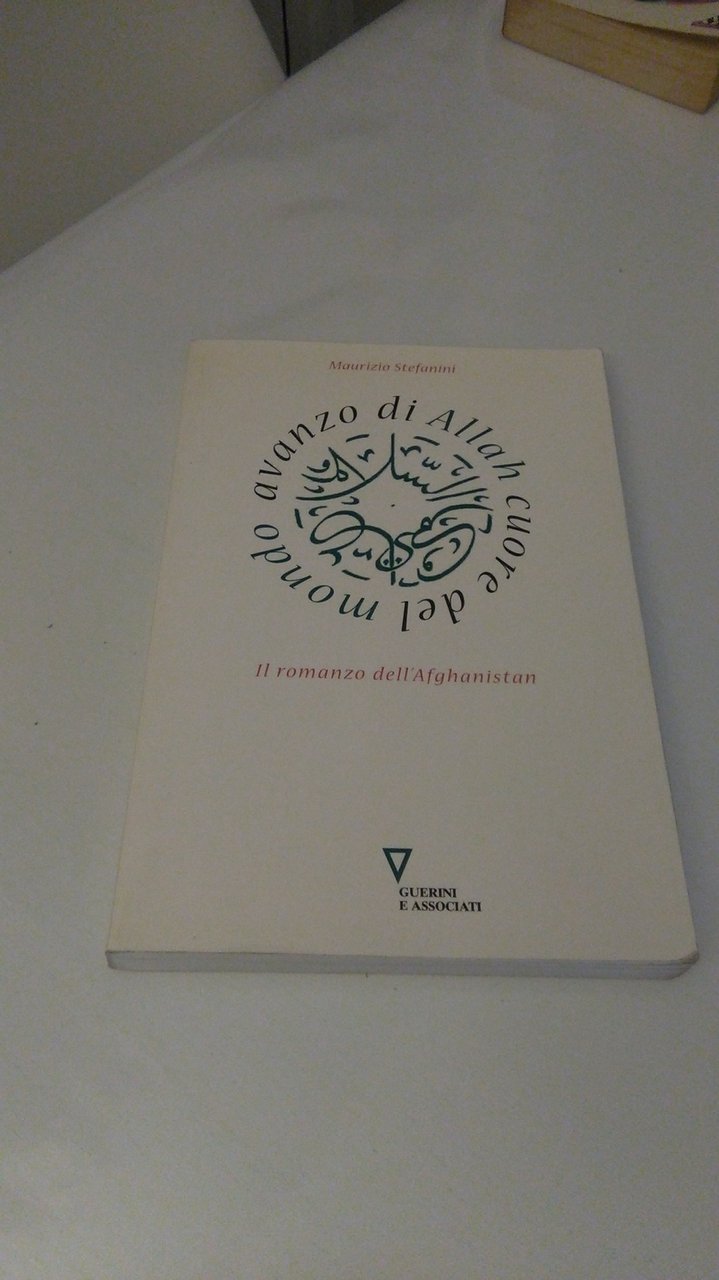 Maurizio Stefanini
avanzo di Allah cuore del mondo
Il romanzo dell'Afghanistan
GUERINI
E ASSOCIATI